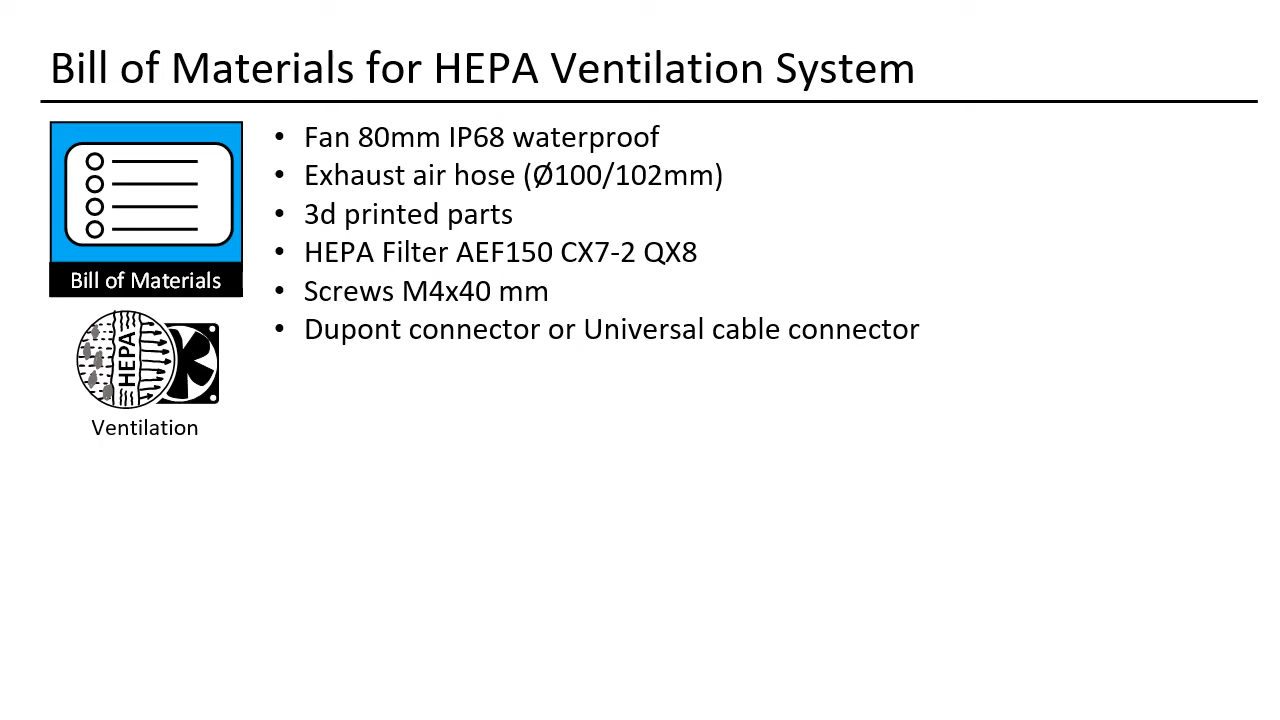 Bill of Materials for HEPA Ventilation System
• Fan 80mm IP68 waterproof
• Exhaust air hose (Ø100/102mm)
• 3d printed parts
• HEPA Filter AEF150 CX7-2 QX8
• Screws M4x40 mm
• Dupont connector or Universal cable connector
Bill of Materials
HEPA
Ventilation